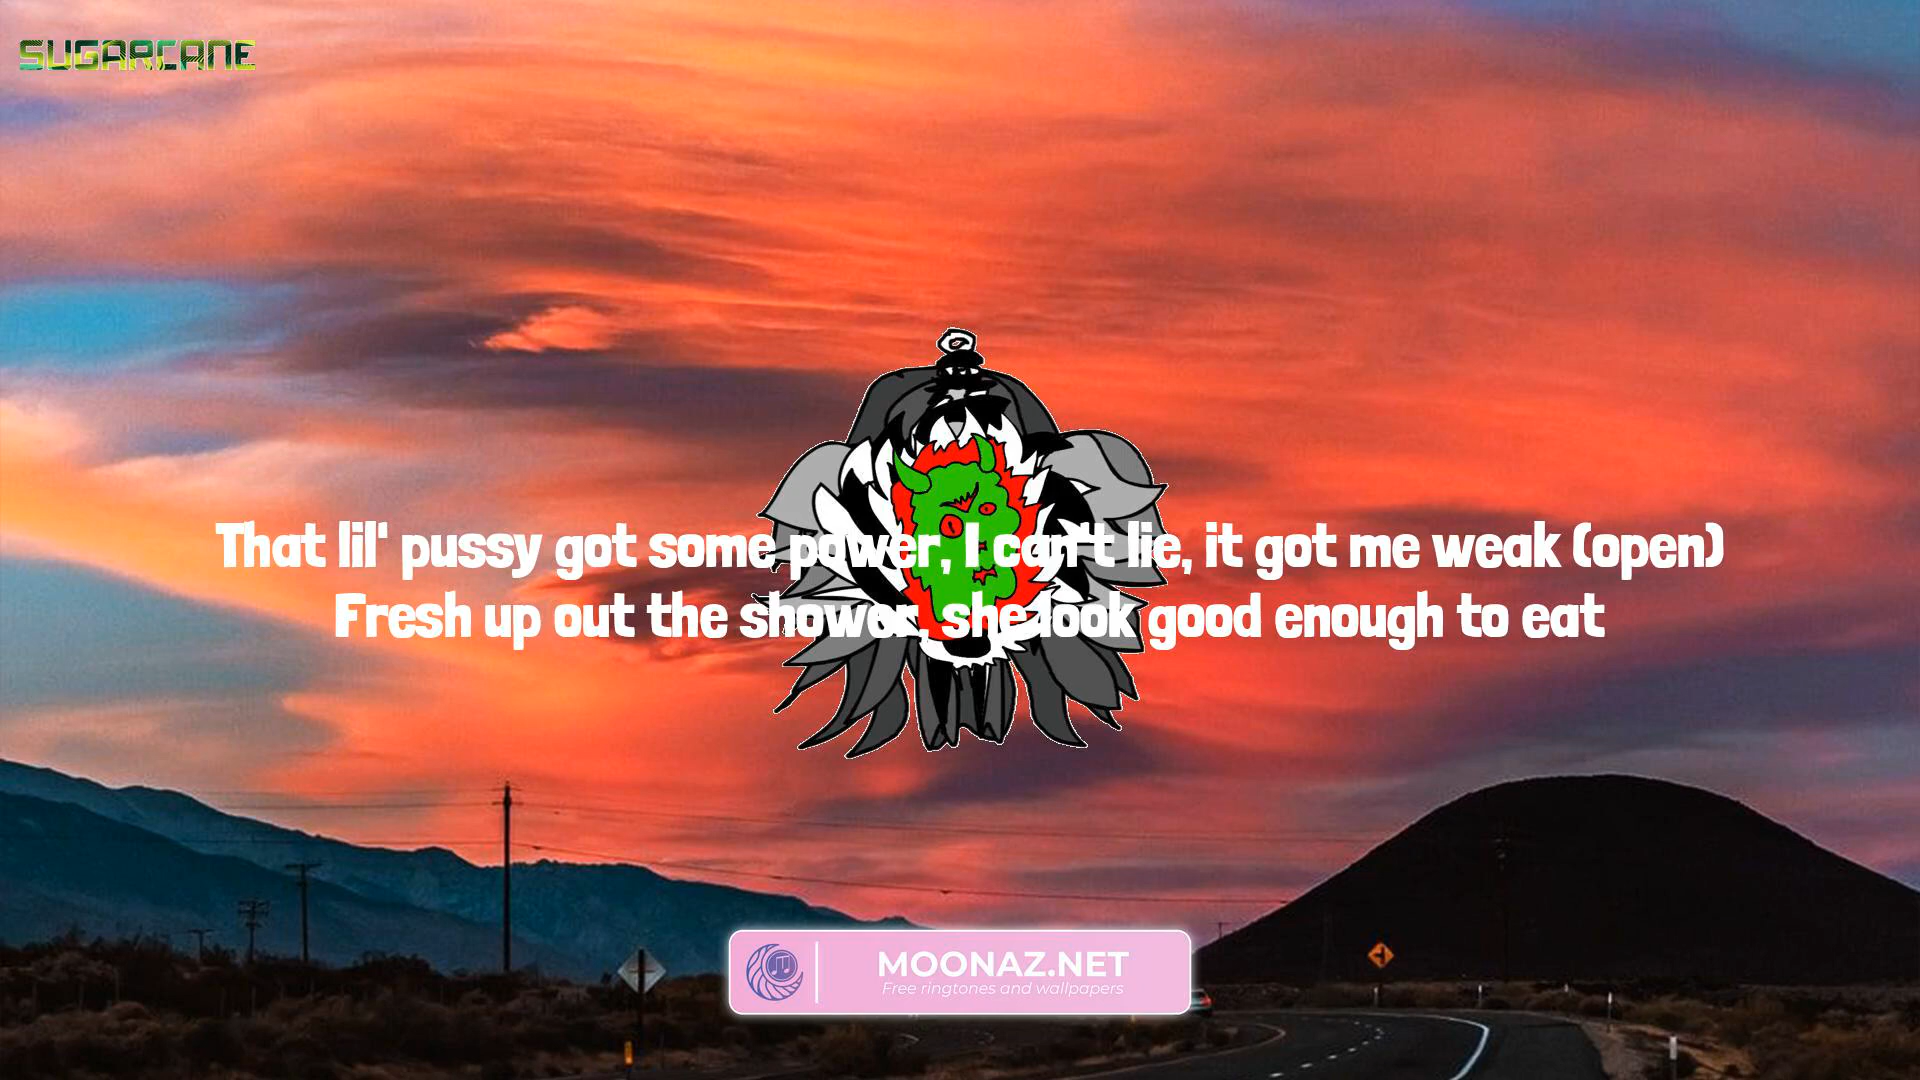 SUGARCANE
That lil' pussy got some power, I can't lie, it got me weak (open)
Fresh up out the shower, she look good enough to eat
MOONAZ.NET
Free ringtones and wallpapers